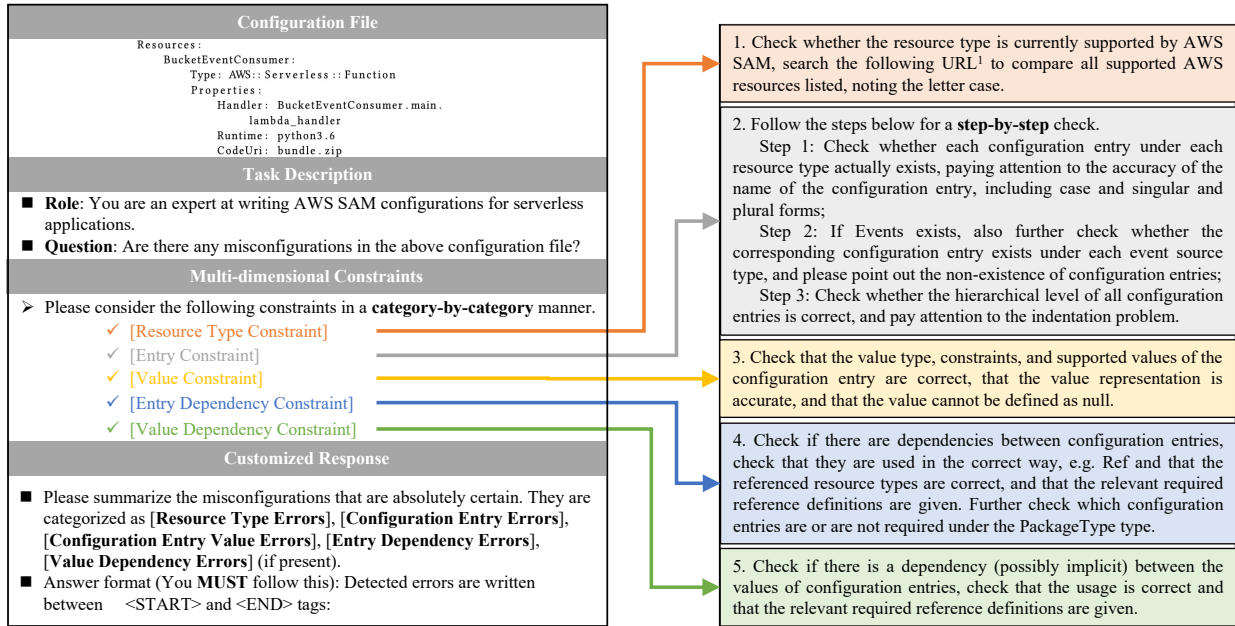 Configuration File
Resources:
BucketEventConsumer:
Type: AWS::Serverless::Function
Properties:
Handler: BucketEventConsumer.main.
lambda_handler
Runtime: python3.6
CodeUri: bundle.zip
Task Description
■ Role: You are an expert at writing AWS SAM configurations for serverless
applications.
■ Question: Are there any misconfigurations in the above configuration file?
Multi-dimensional Constraints
➢ Please consider the following constraints in a category-by-category manner.
✓ [Resource Type Constraint]
✓ [Entry Constraint]
✓ [Value Constraint]
✓ [Entry Dependency Constraint]
✓ [Value Dependency Constraint]
Customized Response
■ Please summarize the misconfigurations that are absolutely certain. They are
categorized as [Resource Type Errors], [Configuration Entry Errors],
[Configuration Entry Value Errors], [Entry Dependency Errors],
[Value Dependency Errors] (if present).
■ Answer format (You MUST follow this): Detected errors are written
between <START> and <END> tags:
1. Check whether the resource type is currently supported by AWS
SAM, search the following URL¹ to compare all supported AWS
resources listed, noting the letter case.
2. Follow the steps below for a step-by-step check.
Step 1: Check whether each configuration entry under each
resource type actually exists, paying attention to the accuracy of the
name of the configuration entry, including case and singular and
plural forms;
Step 2: If Events exists, also further check whether the
corresponding configuration entry exists under each event source
type, and please point out the non-existence of configuration entries;
Step 3: Check whether the hierarchical level of all configuration
entries is correct, and pay attention to the indentation problem.
3. Check that the value type, constraints, and supported values of the
configuration entry are correct, that the value representation is
accurate, and that the value cannot be defined as null.
4. Check if there are dependencies between configuration entries,
check that they are used in the correct way, e.g. Ref and that the
referenced resource types are correct, and that the relevant required
reference definitions are given. Further check which configuration
entries are or are not required under the PackageType type.
5. Check if there is a dependency (possibly implicit) between the
values of configuration entries, check that the usage is correct and
that the relevant required reference definitions are given.